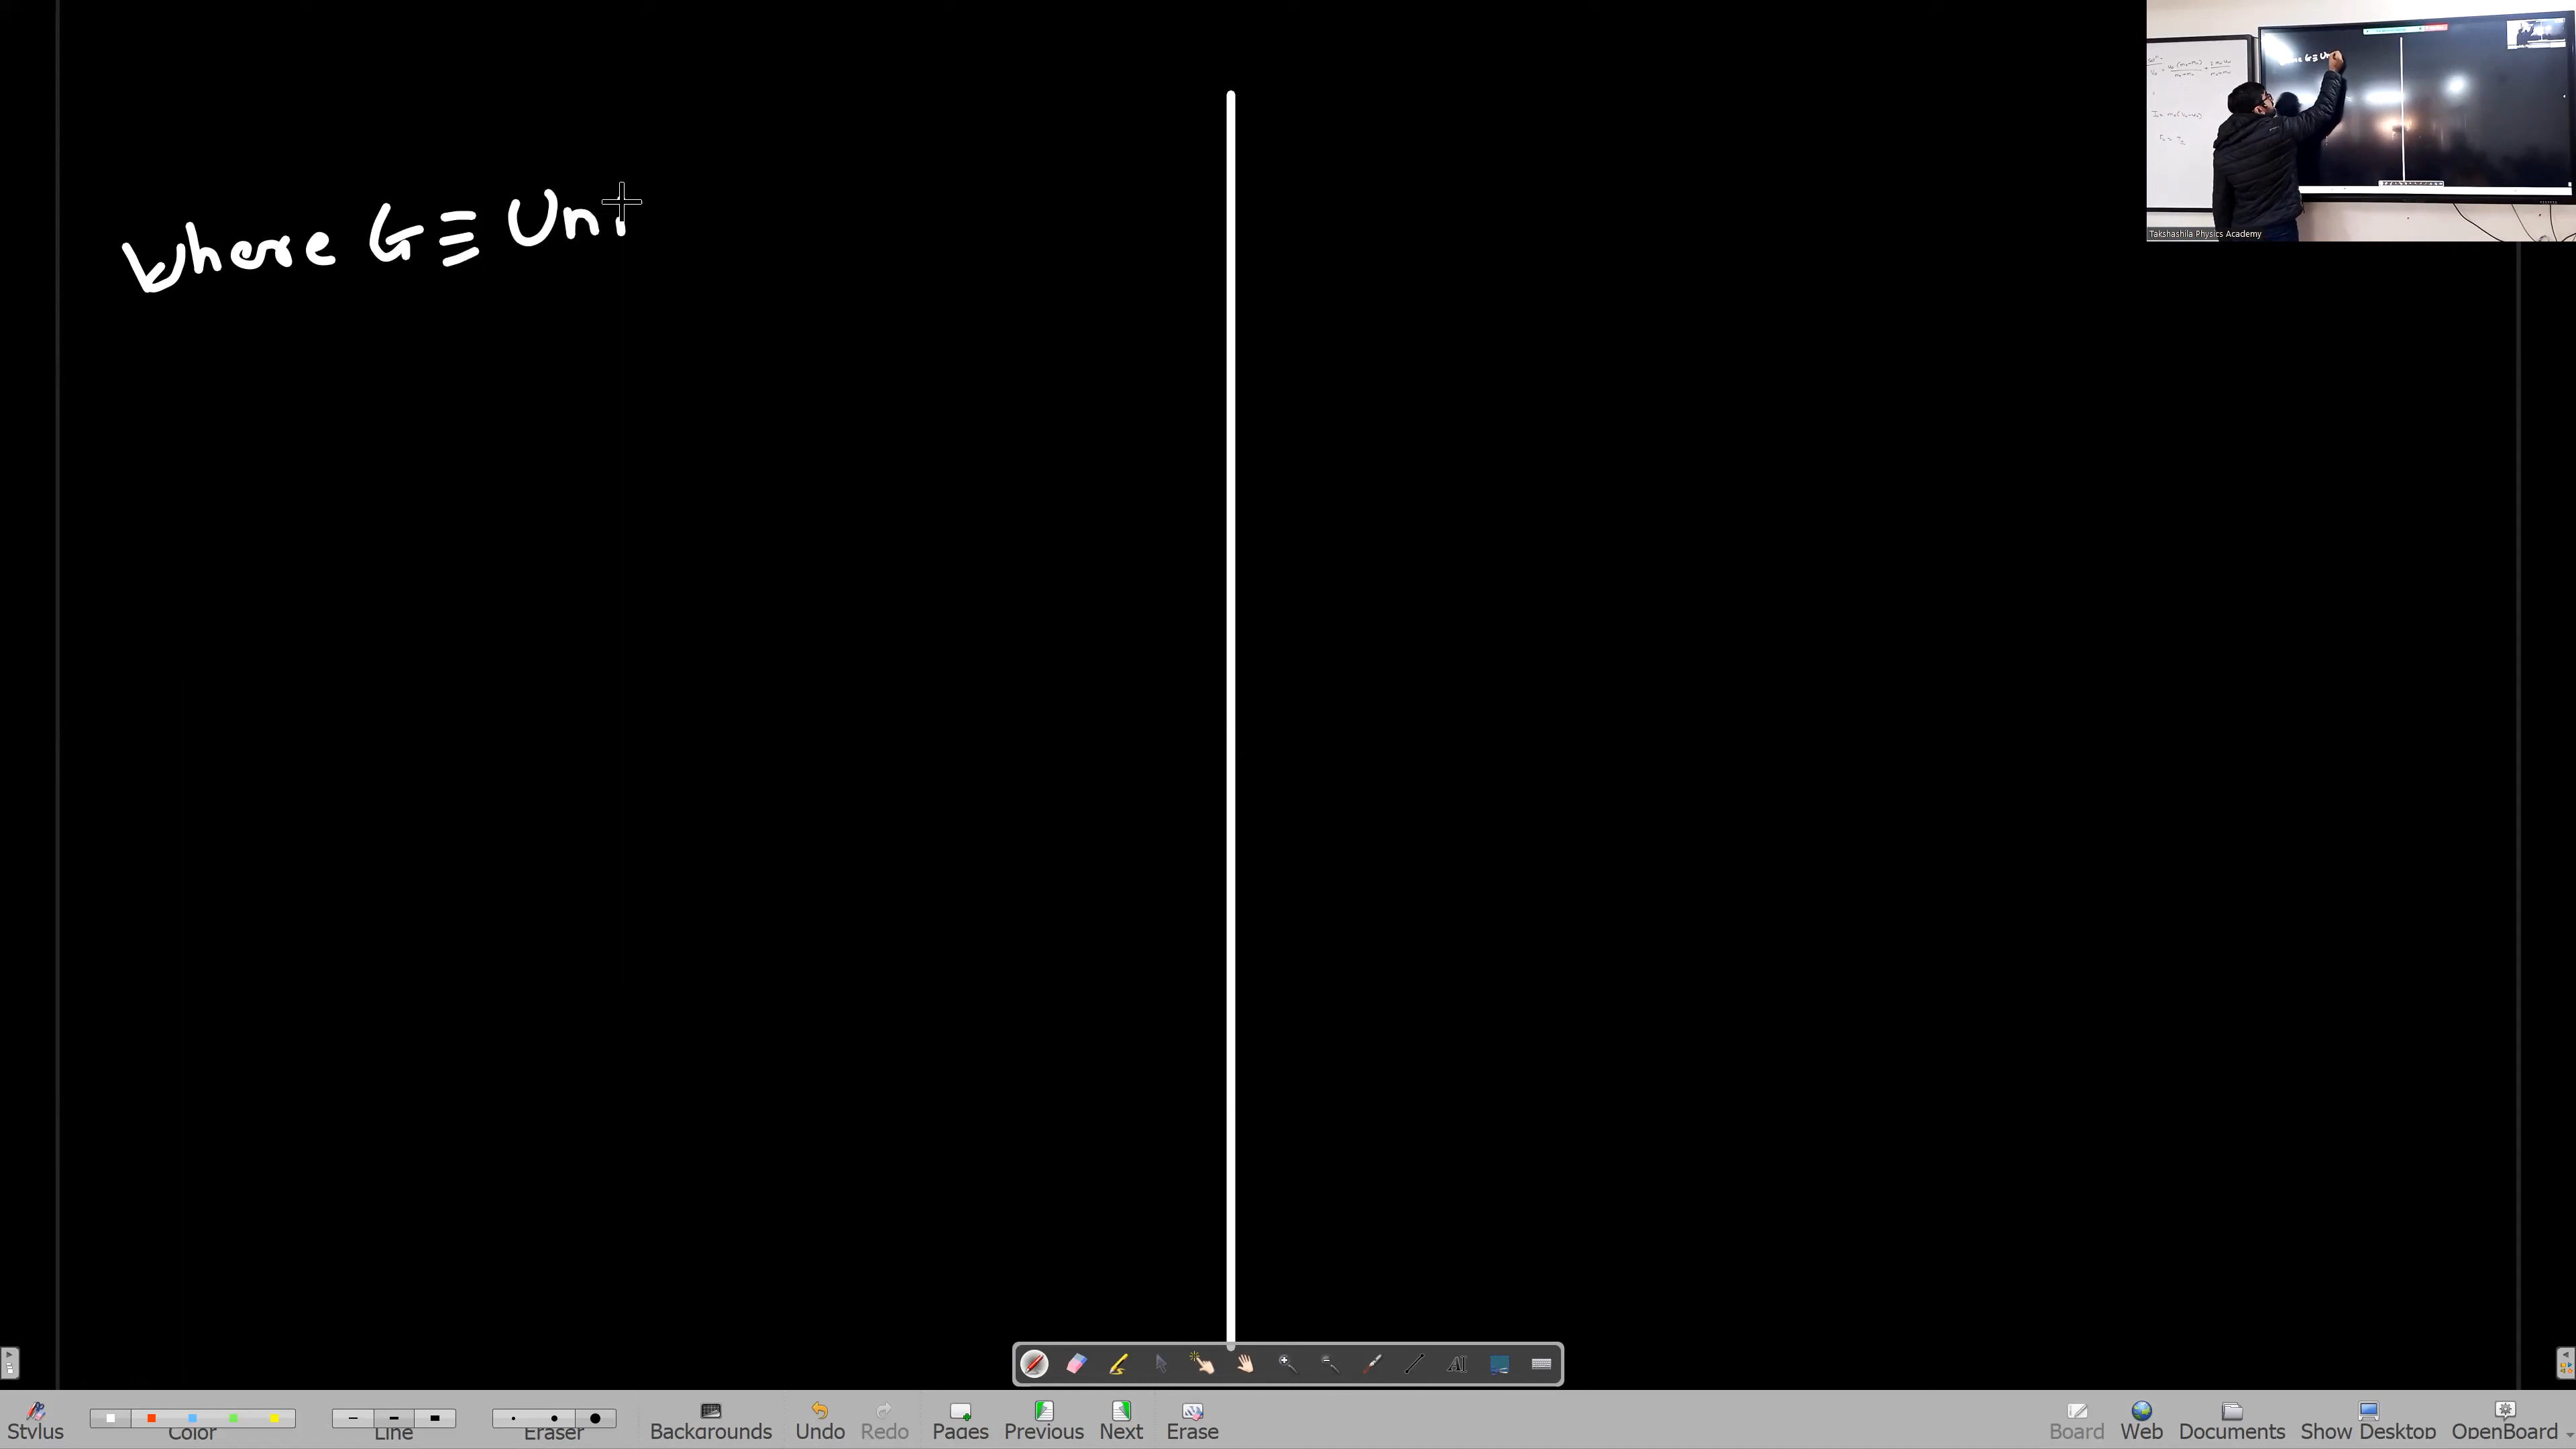 Where G ≡ Uni
Takshashila Physics Academy
Stylus
Color
Line
Eraser
Backgrounds
Undo
Redo
Pages
Previous
Next
Erase
Board
Web
Documents
Show Desktop
OpenBoard